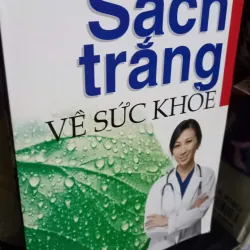 Sách
trắng
VỀ SỨC KHỎE